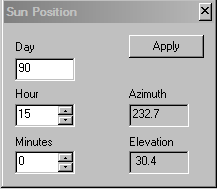 Sun Position
Day
Apply
90
Hour
Azimuth
15
232.7
Minutes
Elevation
0
30.4